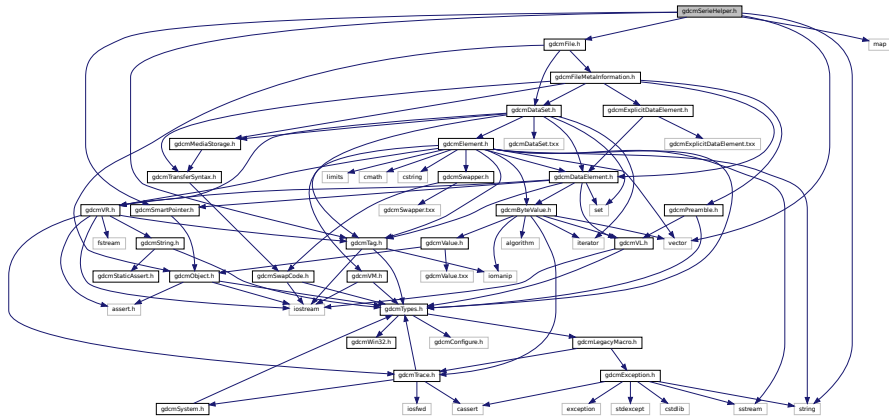 gdcmSerieHelper.h
gdcmFile.h
map
gdcmFileMetaInformation.h
gdcmDataSet.h
gdcmExplicitDataElement.h
gdcmMediaStorage.h
gdcmElement.h
gdcmDataSet.txx
gdcmExplicitDataElement.txx
gdcmTransferSyntax.h
limits
cmath
cstring
gdcmSwapper.h
gdcmDataElement.h
gdcmVR.h
gdcmSmartPointer.h
gdcmSwapper.txx
gdcmByteValue.h
set
gdcmPreamble.h
fstream
gdcmString.h
gdcmTag.h
gdcmValue.h
algorithm
iterator
gdcmVL.h
vector
gdcmStaticAssert.h
gdcmObject.h
gdcmSwapCode.h
gdcmVM.h
gdcmValue.txx
iomanip
assert.h
iostream
gdcmTypes.h
gdcmWin32.h
gdcmConfigure.h
gdcmLegacyMacro.h
gdcmTrace.h
gdcmException.h
gdcmSystem.h
iosfwd
cassert
exception
stdexcept
cstdlib
sstream
string